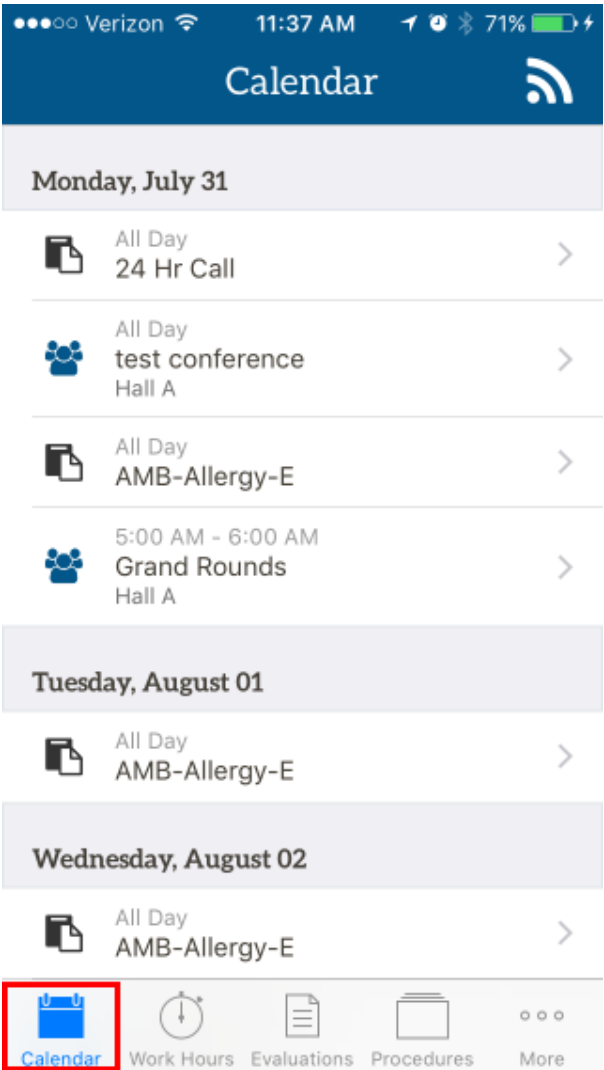 Verizon 11:37 AM 71%
Calendar
Monday, July 31
All Day
24 Hr Call
All Day
test conference
Hall A
All Day
AMB-Allergy-E
5:00 AM - 6:00 AM
Grand Rounds
Hall A
Tuesday, August 01
All Day
AMB-Allergy-E
Wednesday, August 02
All Day
AMB-Allergy-E
Calendar Work Hours Evaluations Procedures More